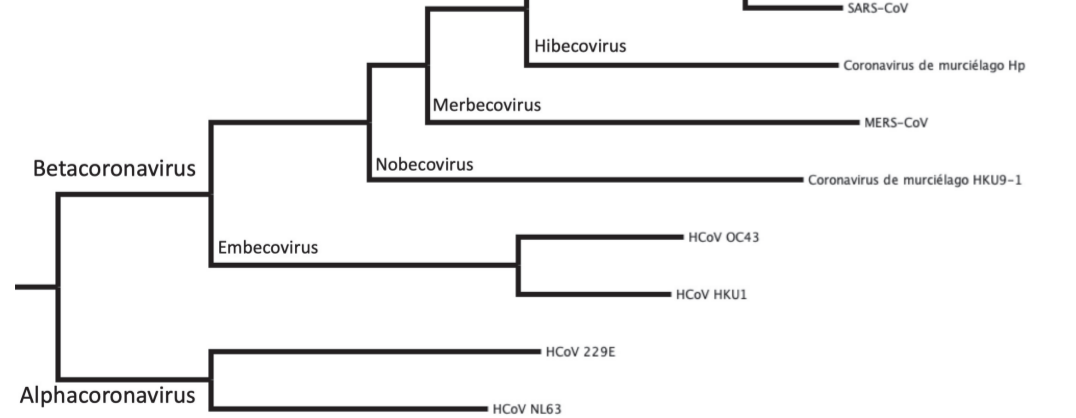 SARS-CoV
Hibecovirus
Coronavirus de murciélago Hp
Merbecovirus
MERS-CoV
Betacoronavirus
Nobecovirus
Coronavirus de murciélago HKU9-1
HCoV OC43
Embecovirus
HCoV HKU1
HCoV 229E
Alphacoronavirus
HCoV NL63